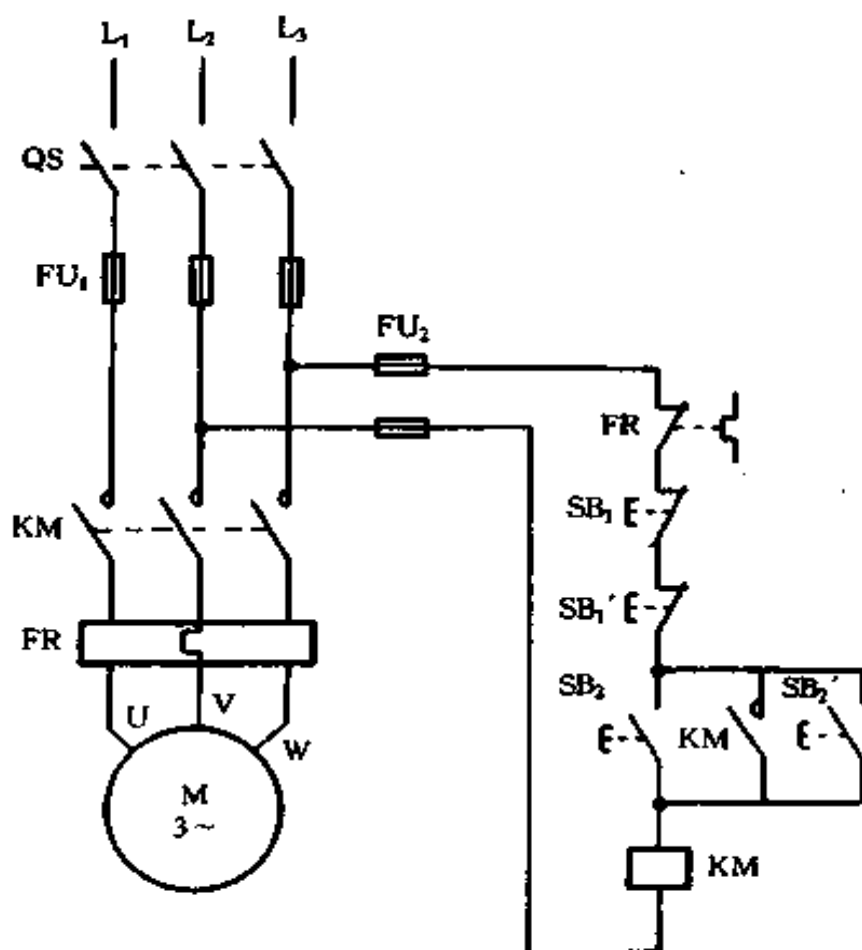 L₁ L₂ L₃
QS
FU₁
FU₂
FR
SB₁
KM
SB₁′
FR
SB₂ SB₂′
U V
KM
W
M
3~
KM